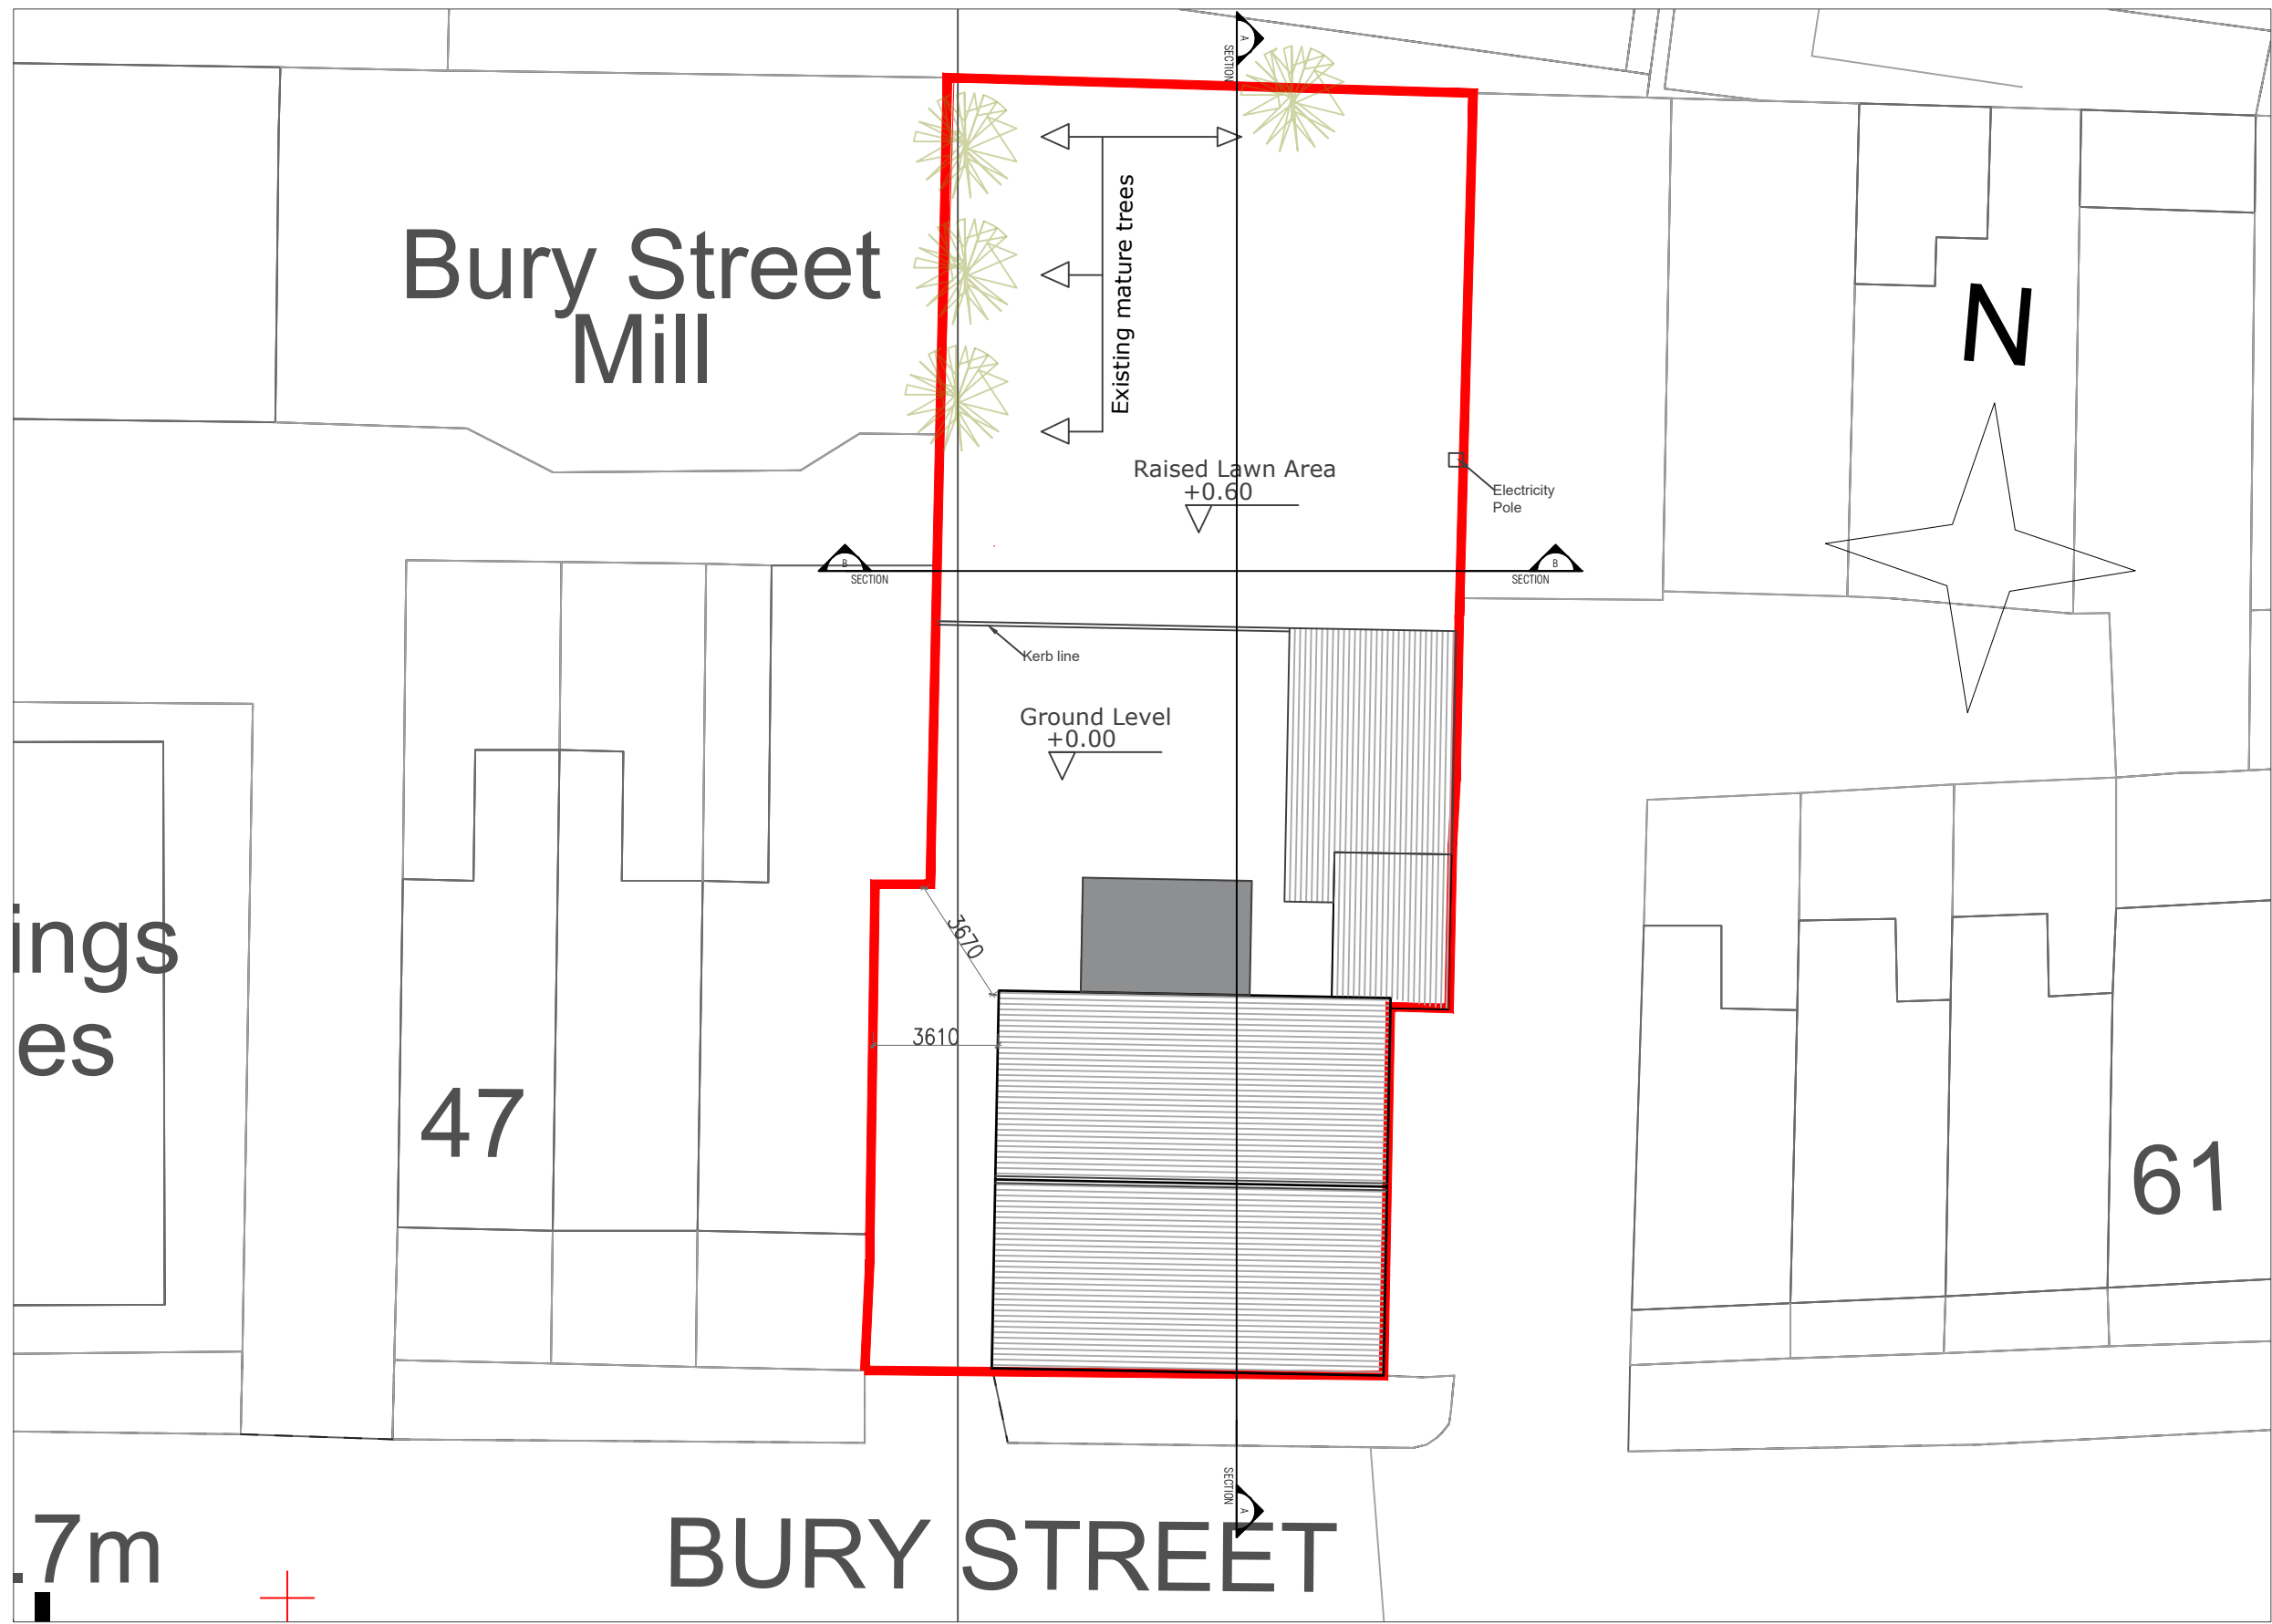 A
SECTION
Bury Street
Mill
Existing mature trees
N
Raised Lawn Area
+0.60
Electricity
Pole
B
SECTION
B
SECTION
Kerb line
Ground Level
+0.00
ings
es
3670
3610
47
61
SECTION
A
.7m
BURY STREET